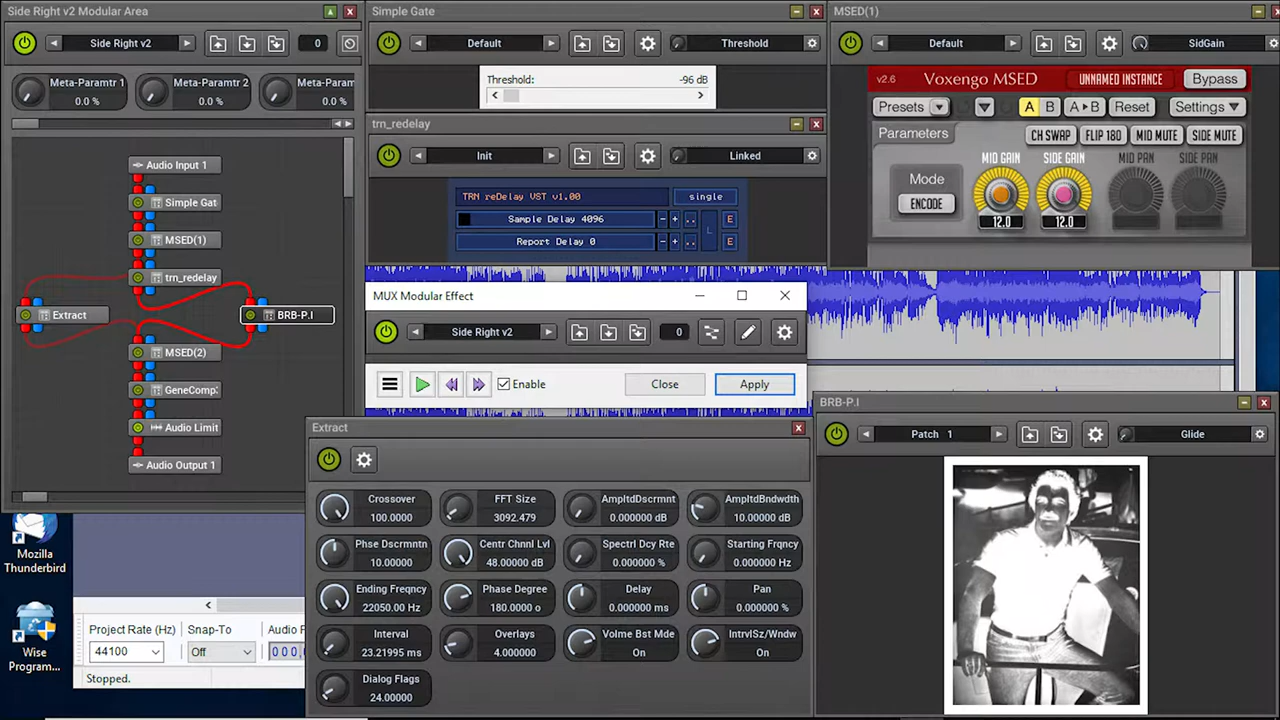 Side Right v2 Modular Area
Side Right v2
0
Meta-Paramtr 1
0.0 %
Meta-Paramtr 2
0.0 %
Meta-Paramtr
0.0 %
Audio Input 1
Simple Gat
MSED(1)
trn_redelay
Extract
BRB-P.I
MSED(2)
GeneComp
Audio Limit
Audio Output 1
Simple Gate
Default
Threshold
Threshold:
-96 dB
trn_redelay
Init
Linked
TRN reDelay VST v1.00
single
Sample Delay 4096
- + ..
L
E
Report Delay 0
- + ..
E
MSED(1)
Default
SidGain
v2.6
Voxengo MSED
UNNAMED INSTANCE
Bypass
Presets
A B
A▸B
Reset
Settings
Parameters
CH SWAP
FLIP 180
MID MUTE
SIDE MUTE
Mode
ENCODE
MID GAIN
12.0
SIDE GAIN
12.0
MID PAN
SIDE PAN
MUX Modular Effect
Side Right v2
0
Enable
Close
Apply
Extract
Crossover
100.0000
FFT Size
3092.479
AmpltdDscrmnt
0.000000 dB
AmpltdBndwdth
10.00000 dB
Phse Dscrmntn
10.00000
Centr Chnnl Lvl
48.00000 dB
Spectrl Dcy Rte
0.000000 %
Starting Frqncy
0.000000 Hz
Ending Freqncy
22050.00 Hz
Phase Degree
180.0000 o
Delay
0.000000 ms
Pan
0.000000 %
Interval
23.21995 ms
Overlays
4.000000
Volme Bst Mde
On
IntrvlSz/Wndw
On
Dialog Flags
24.00000
BRB-P.I
Patch 1
Glide
Mozilla
Thunderbird
Wise
Program...
Project Rate (Hz)
44100
Snap-To
Off
Audio P
0 0 0
Stopped.